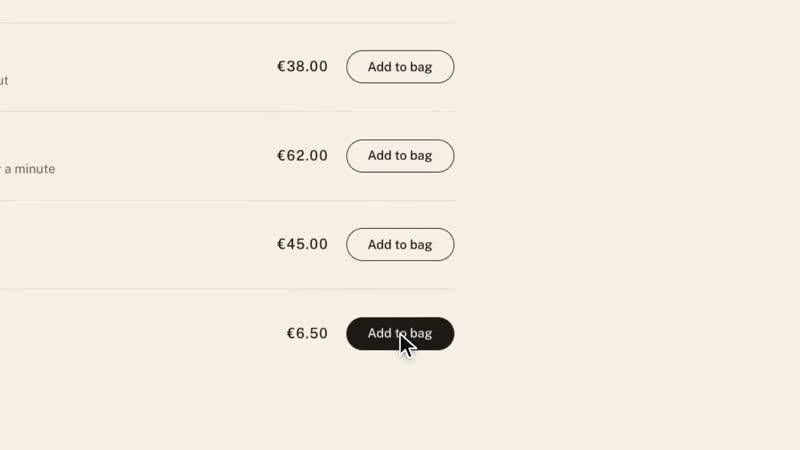 €38.00 Add to bag
€62.00 Add to bag
a minute
€45.00 Add to bag
€6.50 Add to bag